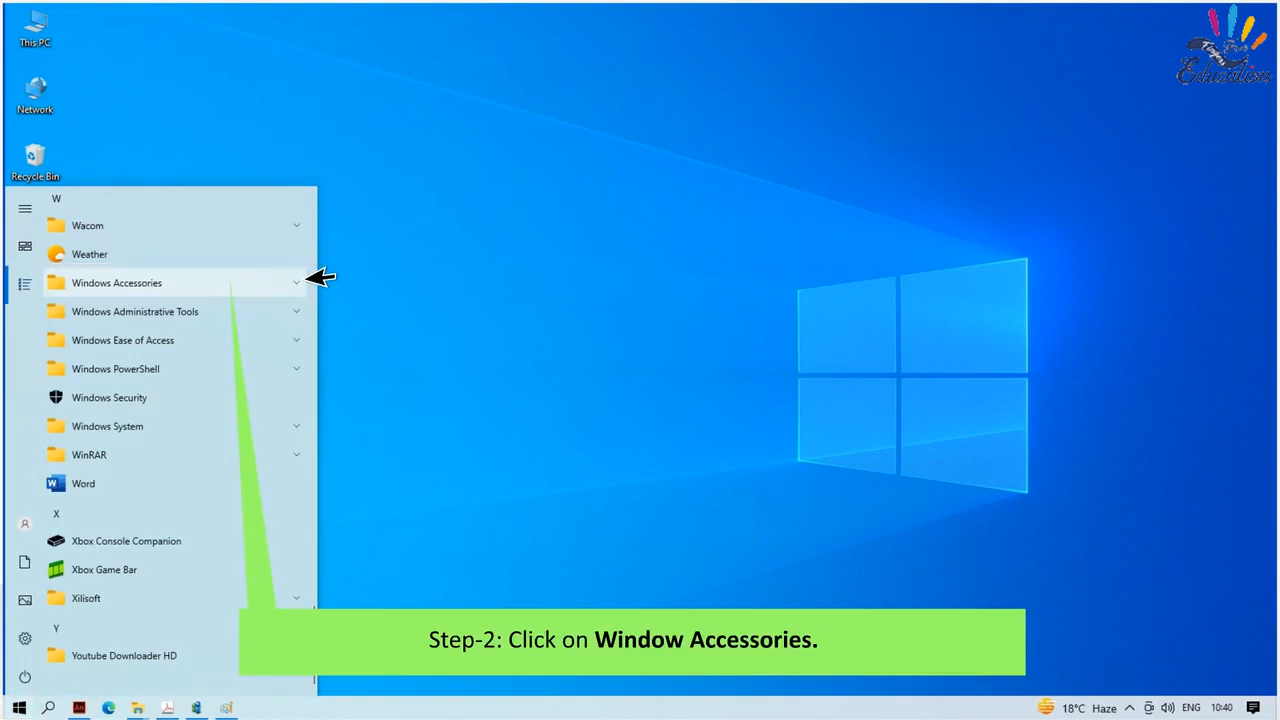 This PC
Network
Recycle Bin
Education
W
Wacom
Weather
Windows Accessories
Windows Administrative Tools
Windows Ease of Access
Windows PowerShell
Windows Security
Windows System
WinRAR
Word
X
Xbox Console Companion
Xbox Game Bar
Xilisoft
Y
Youtube Downloader HD
Step-2: Click on Window Accessories.
18°C Haze ENG 10:40